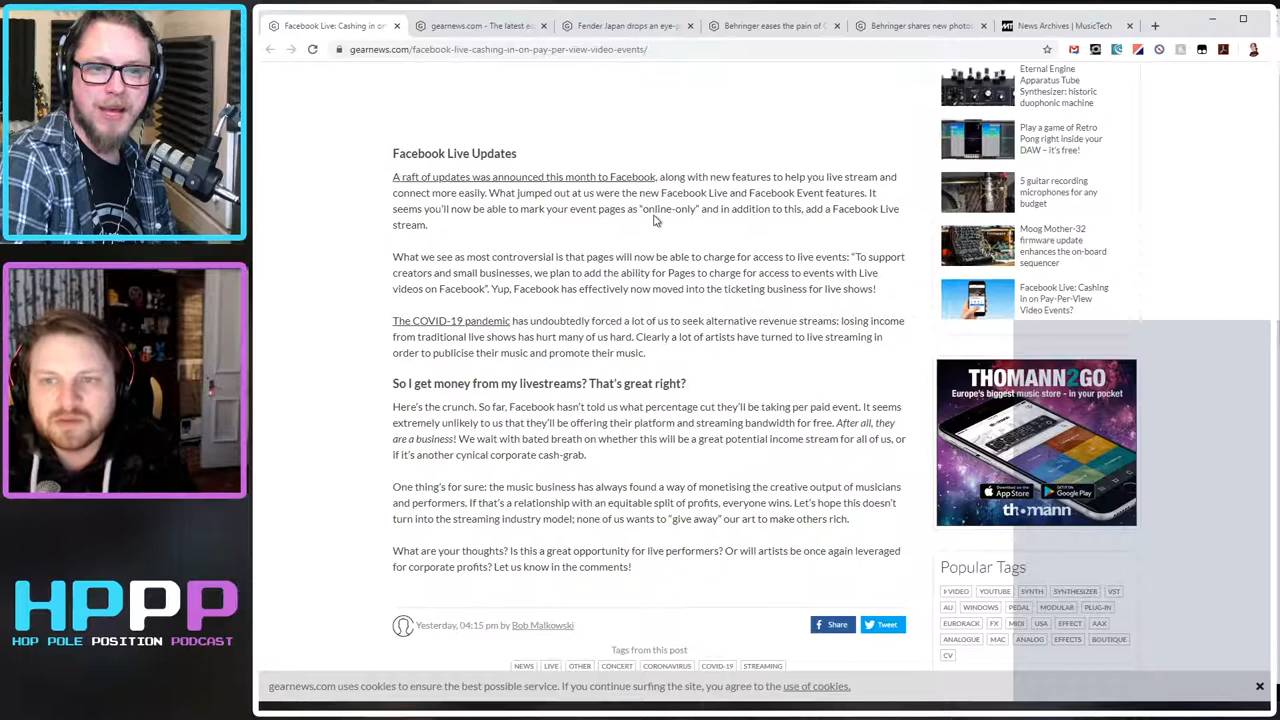 Facebook Live: Cashing in on
gearnews.com - The latest
Fender Japan drops an eye-p
Behringer eases the pain of
Behringer shares new photo
MT News Archives | MusicTech
gearnews.com/facebook-live-cashing-in-on-pay-per-view-video-events/
Facebook Live Updates
A raft of updates was announced this month to Facebook, along with new features to help you live stream and
connect more easily. What jumped out at us were the new Facebook Live and Facebook Event features. It
seems you’ll now be able to mark your event pages as “online-only” and in addition to this, add a Facebook Live
stream.
What we see as most controversial is that pages will now be able to charge for access to live events: “To support
creators and small businesses, we plan to add the ability for Pages to charge for access to events with Live
videos on Facebook”. Yup, Facebook has effectively now moved into the ticketing business for live shows!
The COVID-19 pandemic has undoubtedly forced a lot of us to seek alternative revenue streams: losing income
from traditional live shows has hurt many of us hard. Clearly a lot of artists have turned to live streaming in
order to publicise their music and promote their music.
So I get money from my livestreams? That’s great right?
Here’s the crunch. So far, Facebook hasn’t told us what percentage cut they’ll be taking per paid event. It seems
extremely unlikely to us that they’ll be offering their platform and streaming bandwidth for free. After all, they
are a business! We wait with bated breath on whether this will be a great potential income stream for all of us, or
if it’s another cynical corporate cash-grab.
One thing’s for sure: the music business has always found a way of monetising the creative output of musicians
and performers. If that’s a relationship with an equitable split of profits, everyone wins. Let’s hope this doesn’t
turn into the streaming industry model; none of us wants to “give away” our art to make others rich.
What are your thoughts? Is this a great opportunity for live performers? Or will artists be once again leveraged
for corporate profits? Let us know in the comments!
Yesterday, 04:15 pm by Bob Malkowski
Share
Tweet
Tags from this post
NEWS LIVE OTHER CONCERT CORONAVIRUS COVID-19 STREAMING
Eternal Engine
Apparatus Tube
Synthesizer: historic
duophonic machine
Play a game of Retro
Pong right inside your
DAW – it’s free!
5 guitar recording
microphones for any
budget
Moog Mother-32
firmware update
enhances the on-board
sequencer
Facebook Live: Cashing
in on Pay-Per-View
Video Events?
THOMANN2GO
Europe's biggest music store - in your pocket
Download on the App Store
GET IT ON Google Play
th•mann
Popular Tags
VIDEO YOUTUBE SYNTH SYNTHESIZER VST
AU WINDOWS PEDAL MODULAR PLUG-IN
EURORACK FX MIDI USA EFFECT AAX
ANALOGUE MAC ANALOG EFFECTS BOUTIQUE
CV
gearnews.com uses cookies to ensure the best possible service. If you continue surfing the site, you agree to the use of cookies.
HPPP
HOP POLE POSITION PODCAST